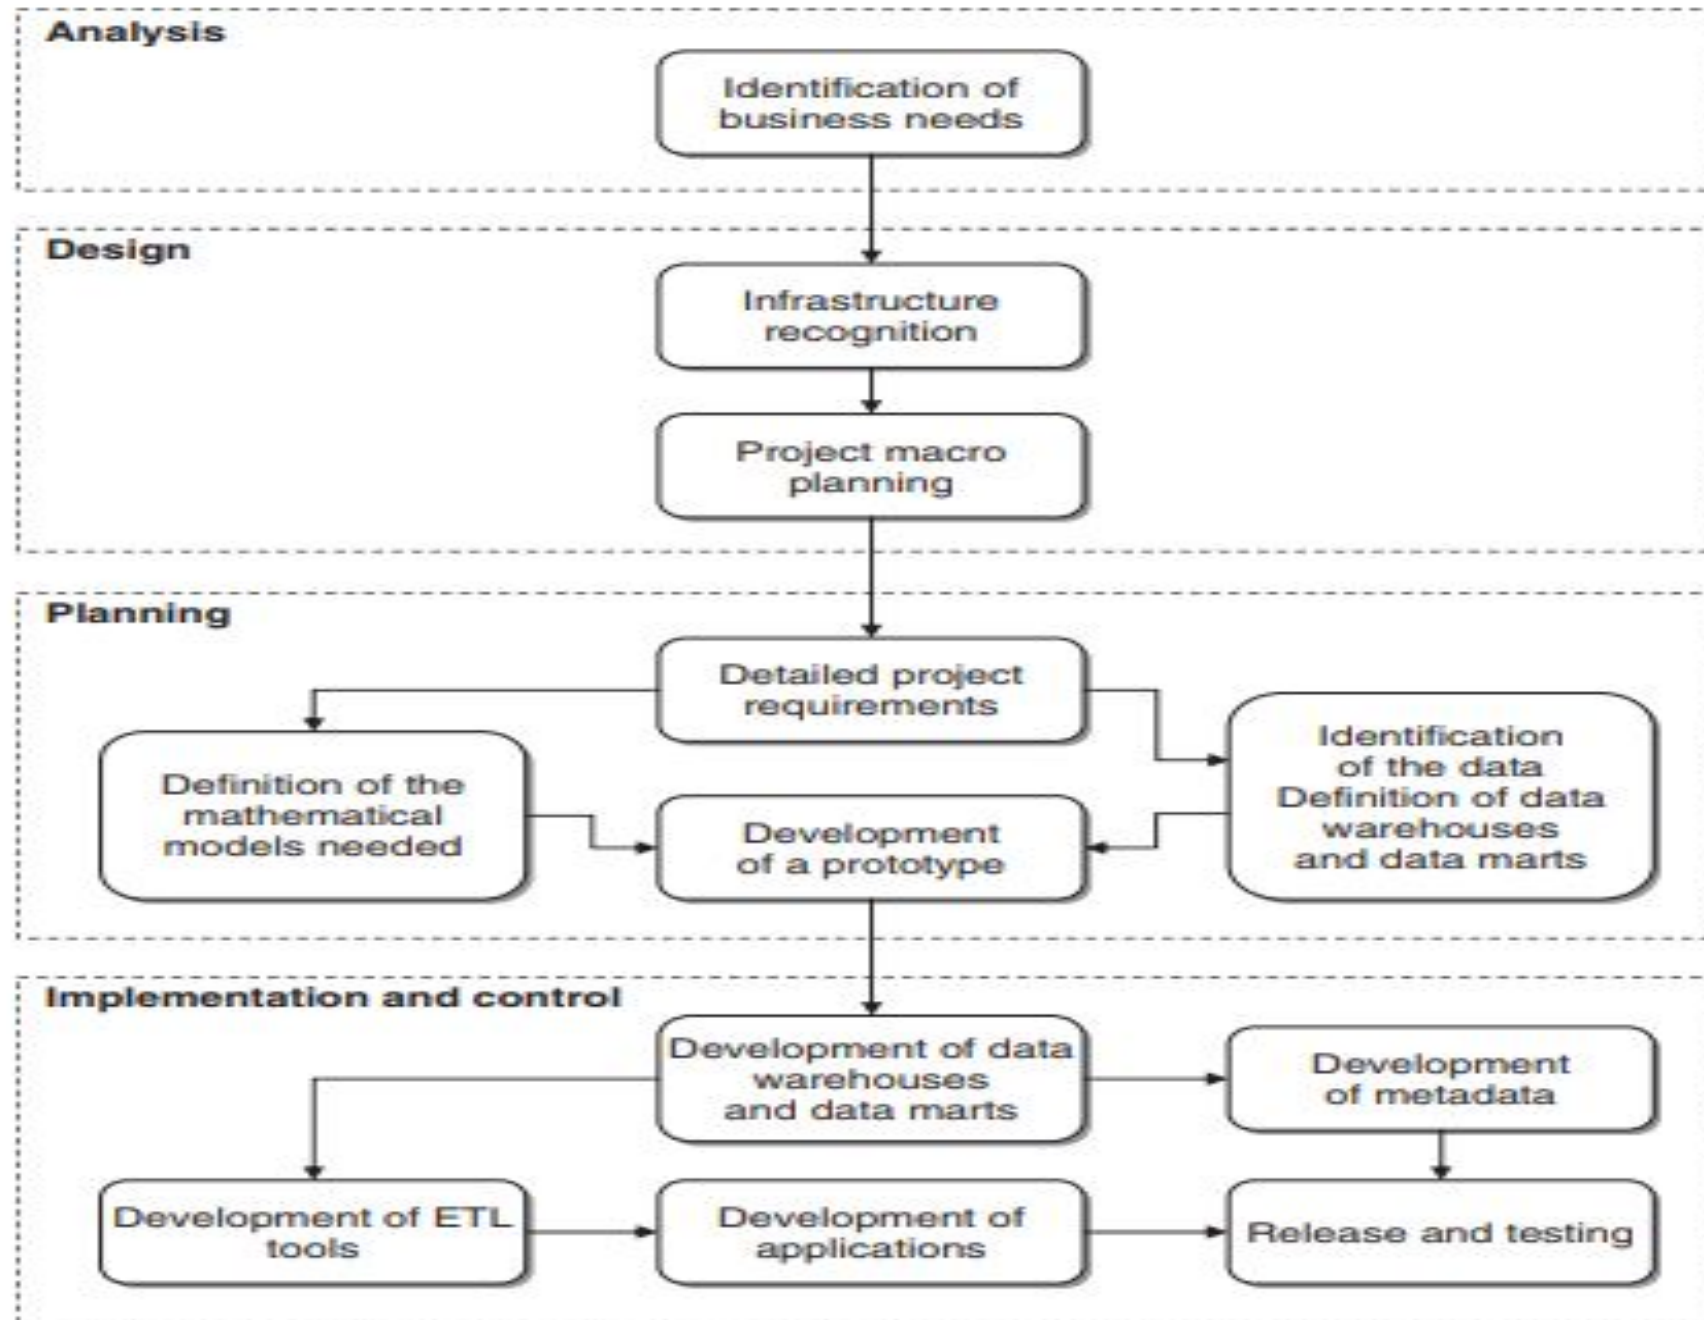 Analysis
Identification of
business needs
Design
Infrastructure
recognition
Project macro
planning
Planning
Detailed project
requirements
Definition of the
mathematical
models needed
Development
of a prototype
Identification
of the data
Definition of data
warehouses
and data marts
Implementation and control
Development of data
warehouses
and data marts
Development
of metadata
Development of ETL
tools
Development of
applications
Release and testing